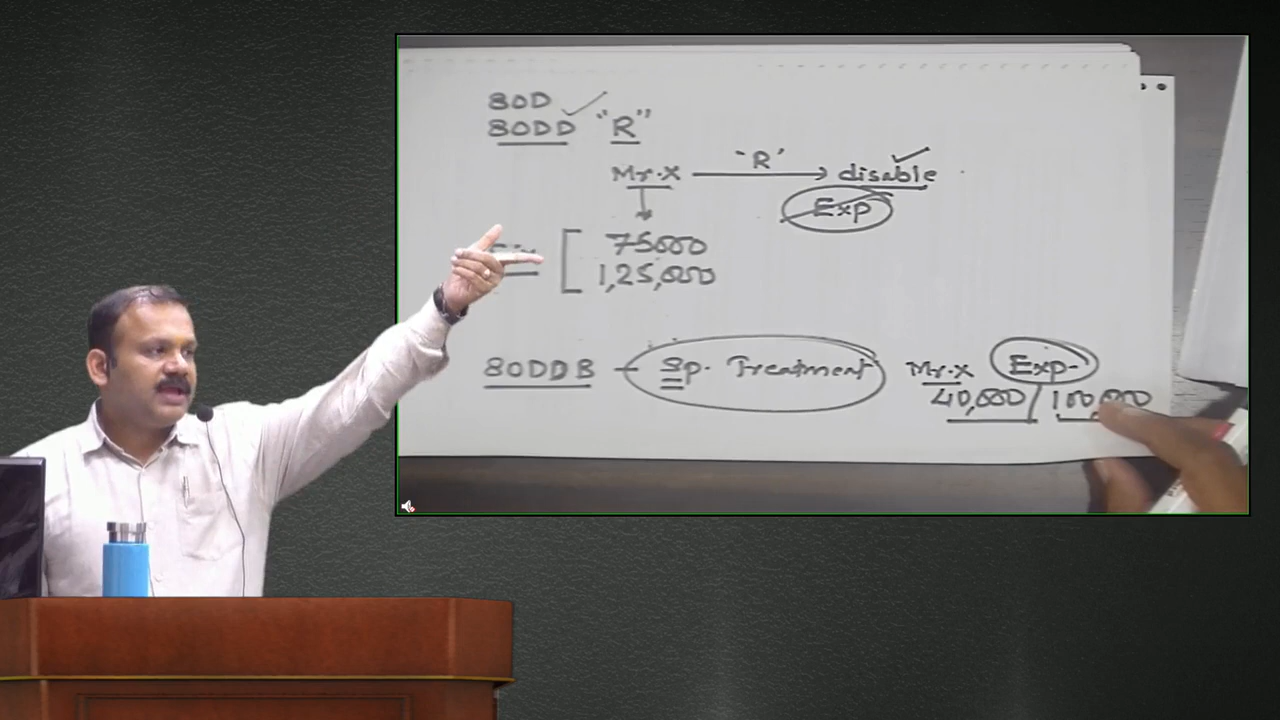 80D
80DD "R"
Mr.X 'R' disable
Exp
75000
1,25,000
80DDB - Sp. Treatment Mr.X Exp.
40,000 / 100,000